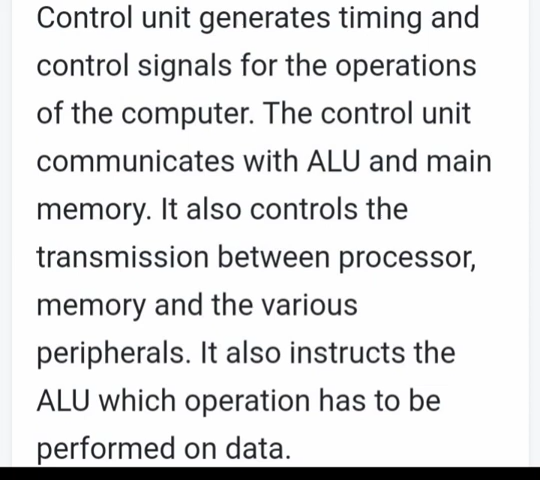 Control unit generates timing and
control signals for the operations
of the computer. The control unit
communicates with ALU and main
memory. It also controls the
transmission between processor,
memory and the various
peripherals. It also instructs the
ALU which operation has to be
performed on data.